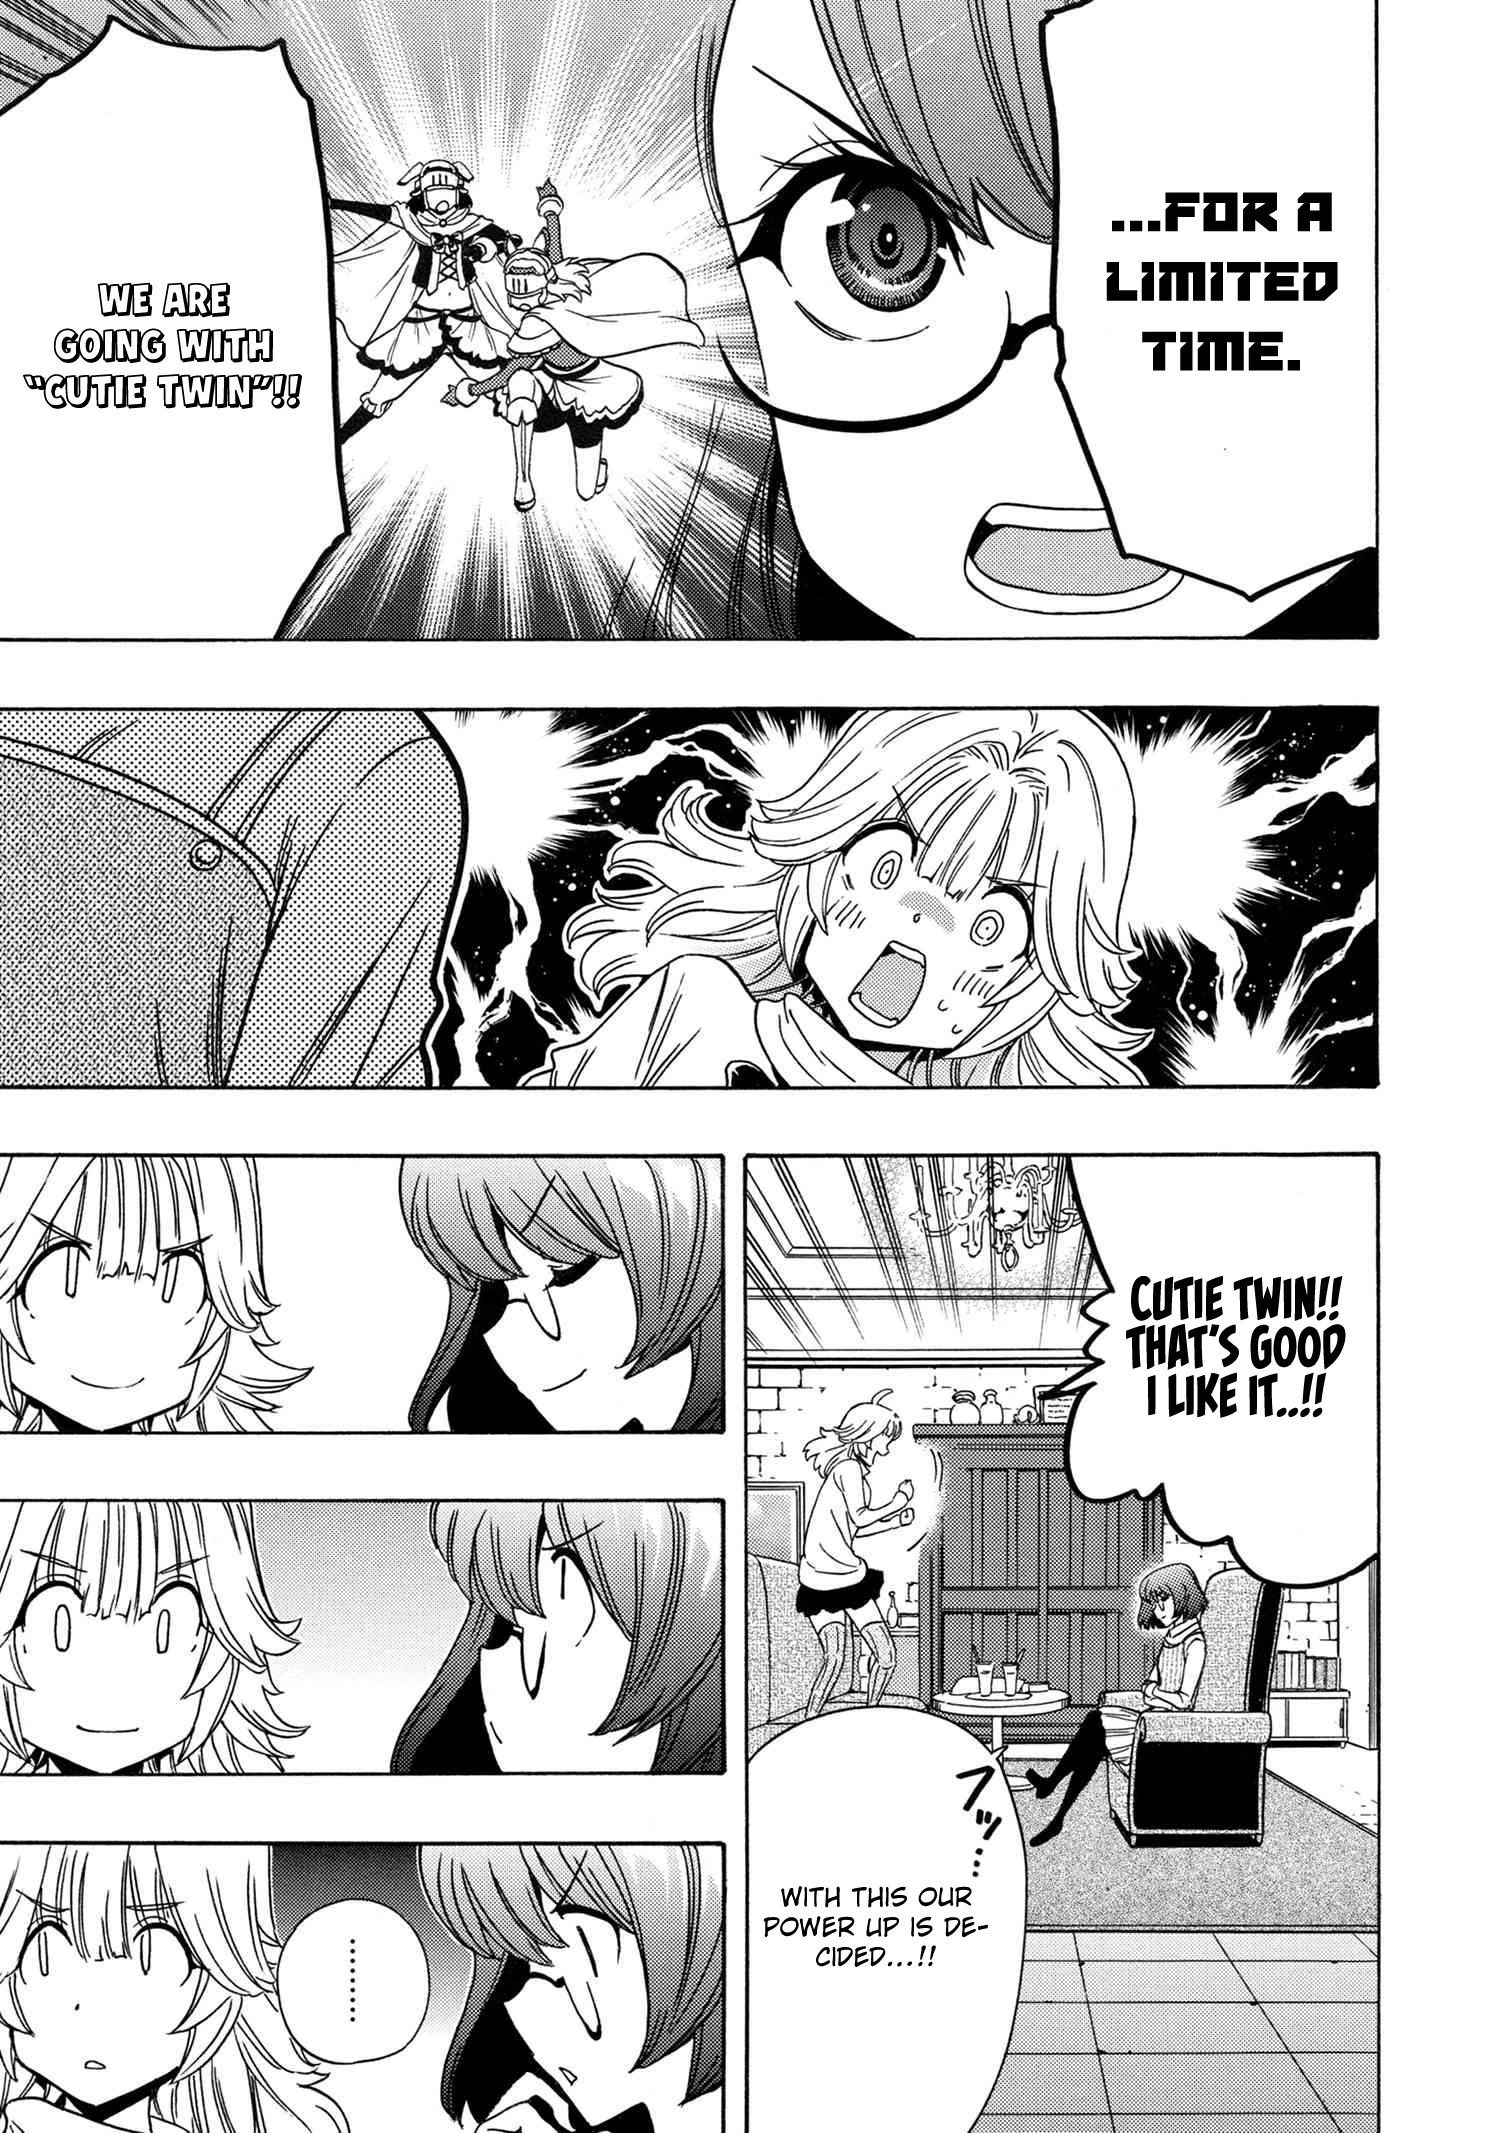 ...FOR A
LIMITED
TIME.
WE ARE
GOING WITH
"CUTIE TWIN"!!
CUTIE TWIN!!
THAT'S GOOD
I LIKE IT..!!
フッ...
WITH THIS OUR
POWER UP IS DE-
CIDED...!!
.........